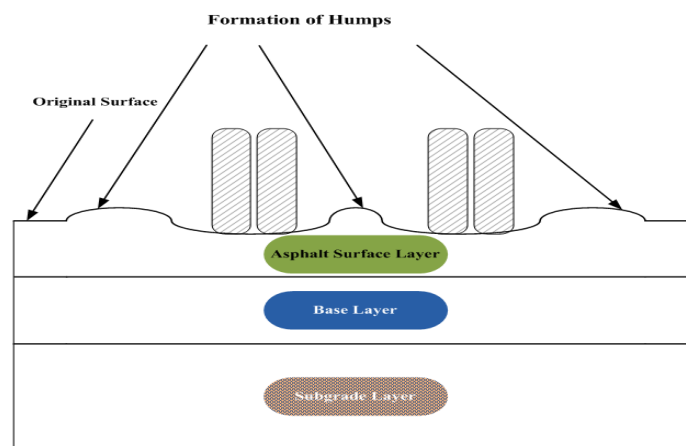 Formation of Humps
Original Surface
Asphalt Surface Layer
Base Layer
Subgrade Layer